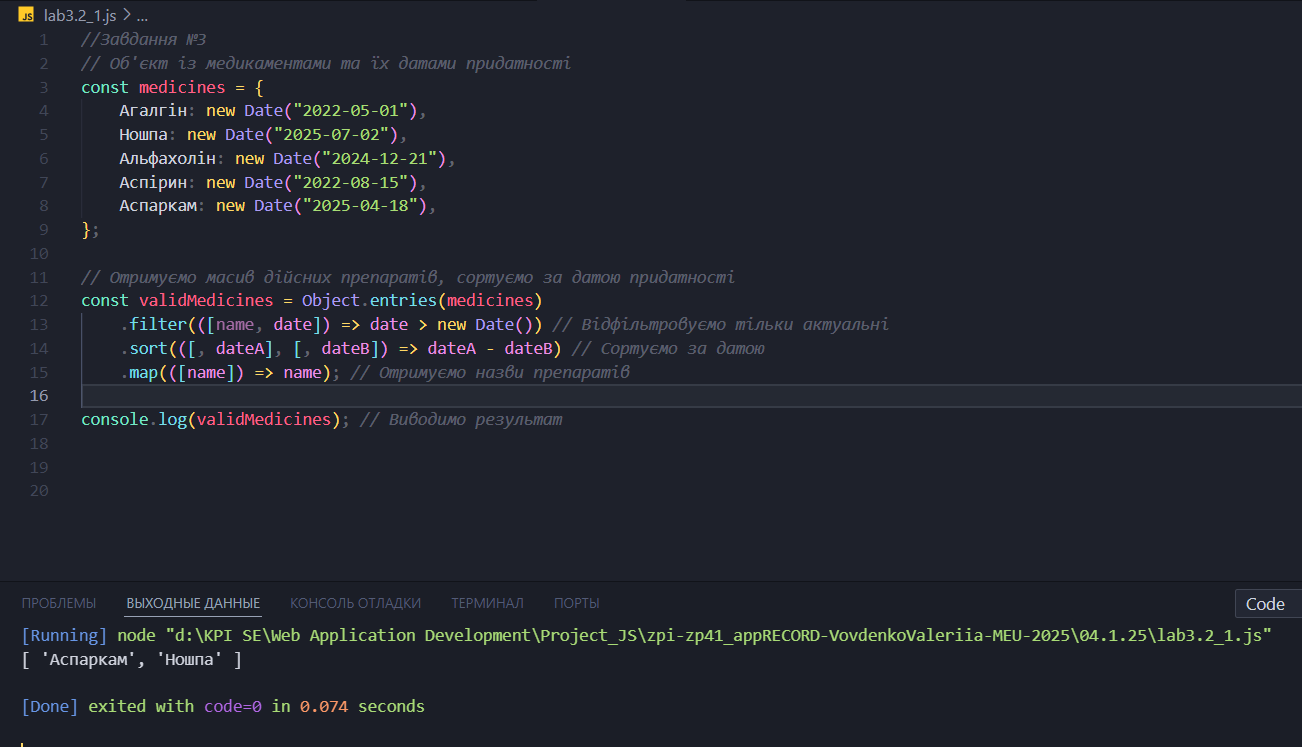 JS lab3.2_1.js > ...
1 //Завдання №3
2 // Об'єкт із медикаментами та їх датами придатності
3 const medicines = {
4 Агалгін: new Date("2022-05-01"),
5 Ношпа: new Date("2025-07-02"),
6 Альфахолін: new Date("2024-12-21"),
7 Аспірин: new Date("2022-08-15"),
8 Аспаркам: new Date("2025-04-18"),
9 };
10
11 // Отримуємо масив дійсних препаратів, сортуємо за датою придатності
12 const validMedicines = Object.entries(medicines)
13 .filter(([name, date]) => date > new Date()) // Відфільтровуємо тільки актуальні
14 .sort(([, dateA], [, dateB]) => dateA - dateB) // Сортуємо за датою
15 .map(([name]) => name); // Отримуємо назви препаратів
16
17 console.log(validMedicines); // Виводимо результат
18
19
20
ПРОБЛЕМЫ ВЫХОДНЫЕ ДАННЫЕ КОНСОЛЬ ОТЛАДКИ ТЕРМИНАЛ ПОРТЫ Code
[Running] node "d:\KPI SE\Web Application Development\Project_JS\zpi-zp41_appRECORD-VovdenkoValeriia-MEU-2025\04.1.25\lab3.2_1.js"
[ 'Аспаркам', 'Ношпа' ]
[Done] exited with code=0 in 0.074 seconds